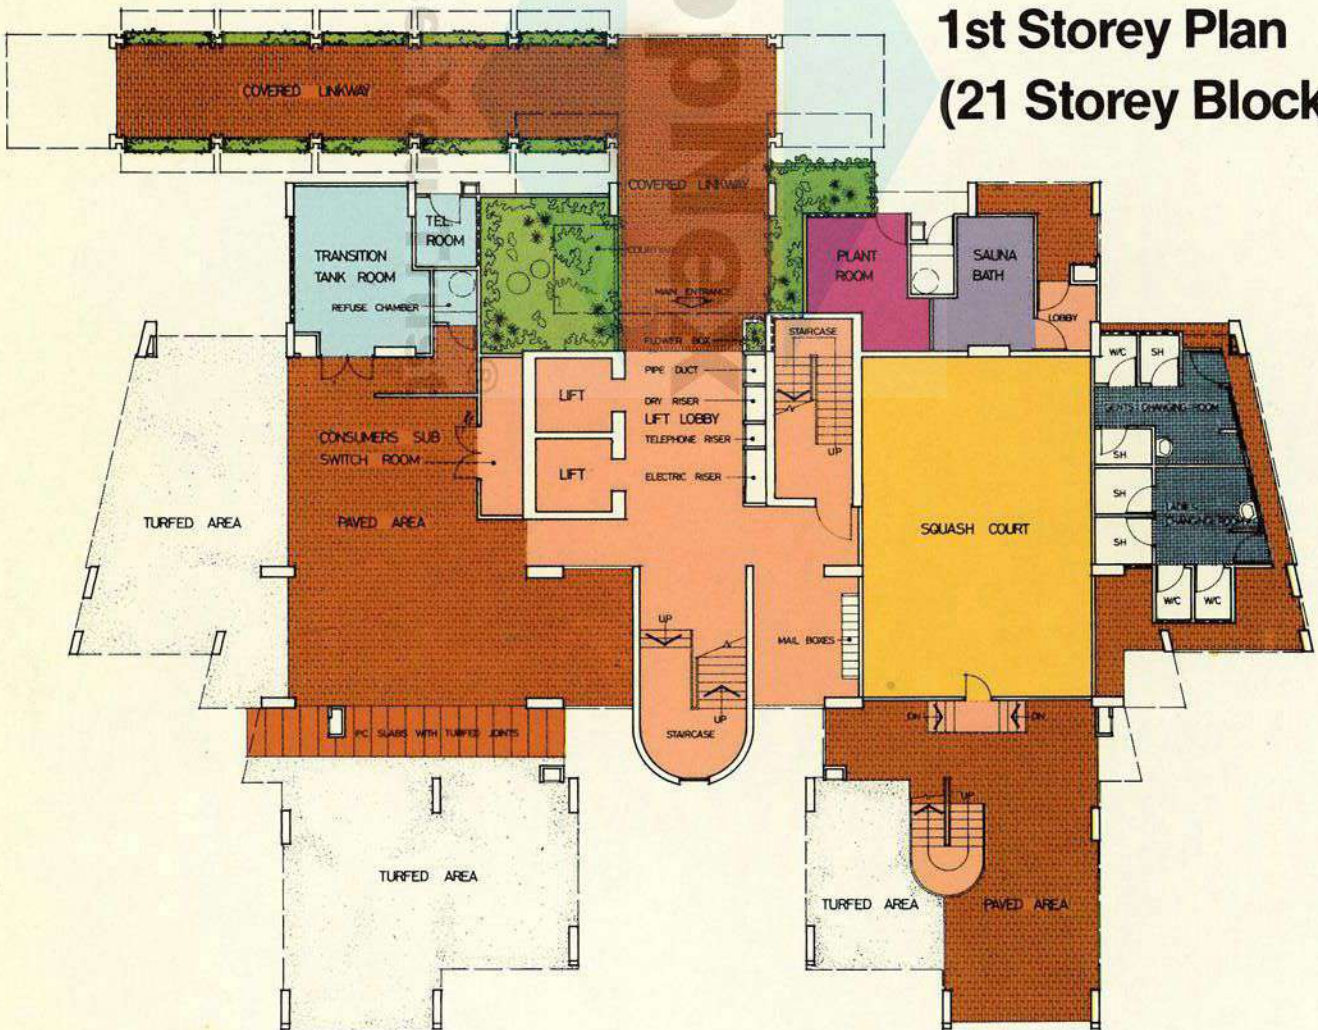 1st Storey Plan
(21 Storey Block
COVERED LINKWAY
COVERED LINKWAY
TEL.
ROOM
TRANSITION
TANK ROOM
REFUSE CHAMBER
COURTYARD
MAIN ENTRANCE
PLANT
ROOM
SAUNA
BATH
LOBBY
FLOWER BOX
STAIRCASE
PIPE DUCT
DRY RISER
LIFT LOBBY
TELEPHONE RISER
ELECTRIC RISER
UP
LIFT
LIFT
CONSUMERS SUB
SWITCH ROOM
W/C
SH
GENTS CHANGING ROOM
SH
SH
SH
LADIES
CHANGING ROOM
W/C
W/C
TURFED AREA
PAVED AREA
SQUASH COURT
UP
UP
MAIL BOXES
STAIRCASE
PC SLABS WITH TURFED JOINTS
DN
DN
UP
TURFED AREA
TURFED AREA
PAVED AREA